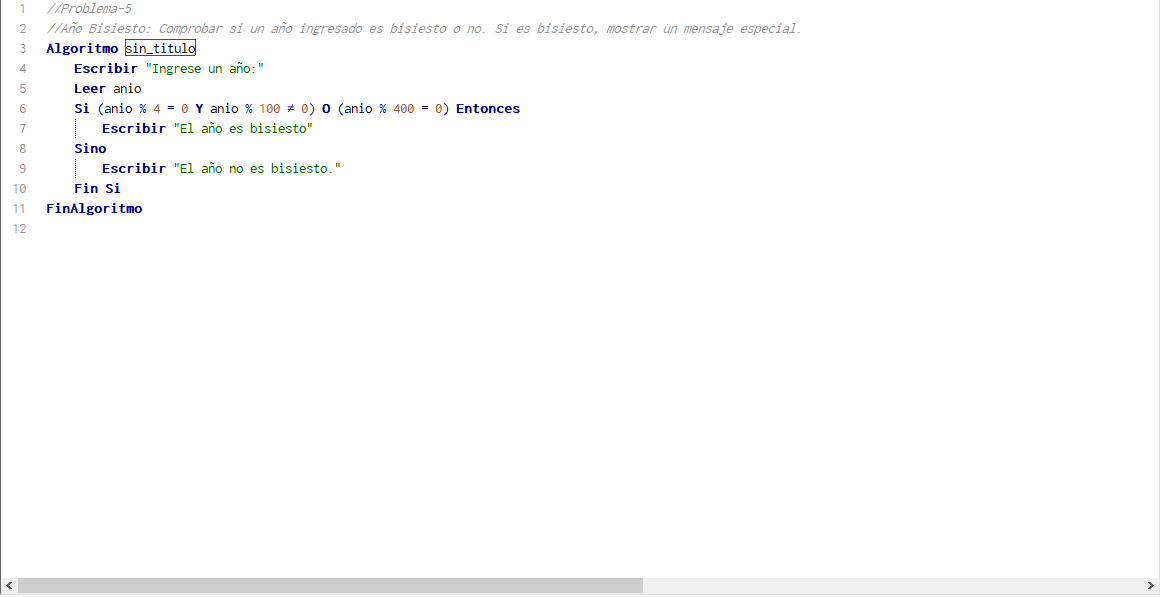 1 //Problema-5
2 //Año Bisiesto: Comprobar si un año ingresado es bisiesto o no. Si es bisiesto, mostrar un mensaje especial.
3 Algoritmo sin_titulo
4 Escribir "Ingrese un año:"
5 Leer anio
6 Si (anio % 4 = 0 Y anio % 100 ≠ 0) O (anio % 400 = 0) Entonces
7 Escribir "El año es bisiesto"
8 Sino
9 Escribir "El año no es bisiesto."
10 Fin Si
11 FinAlgoritmo
12